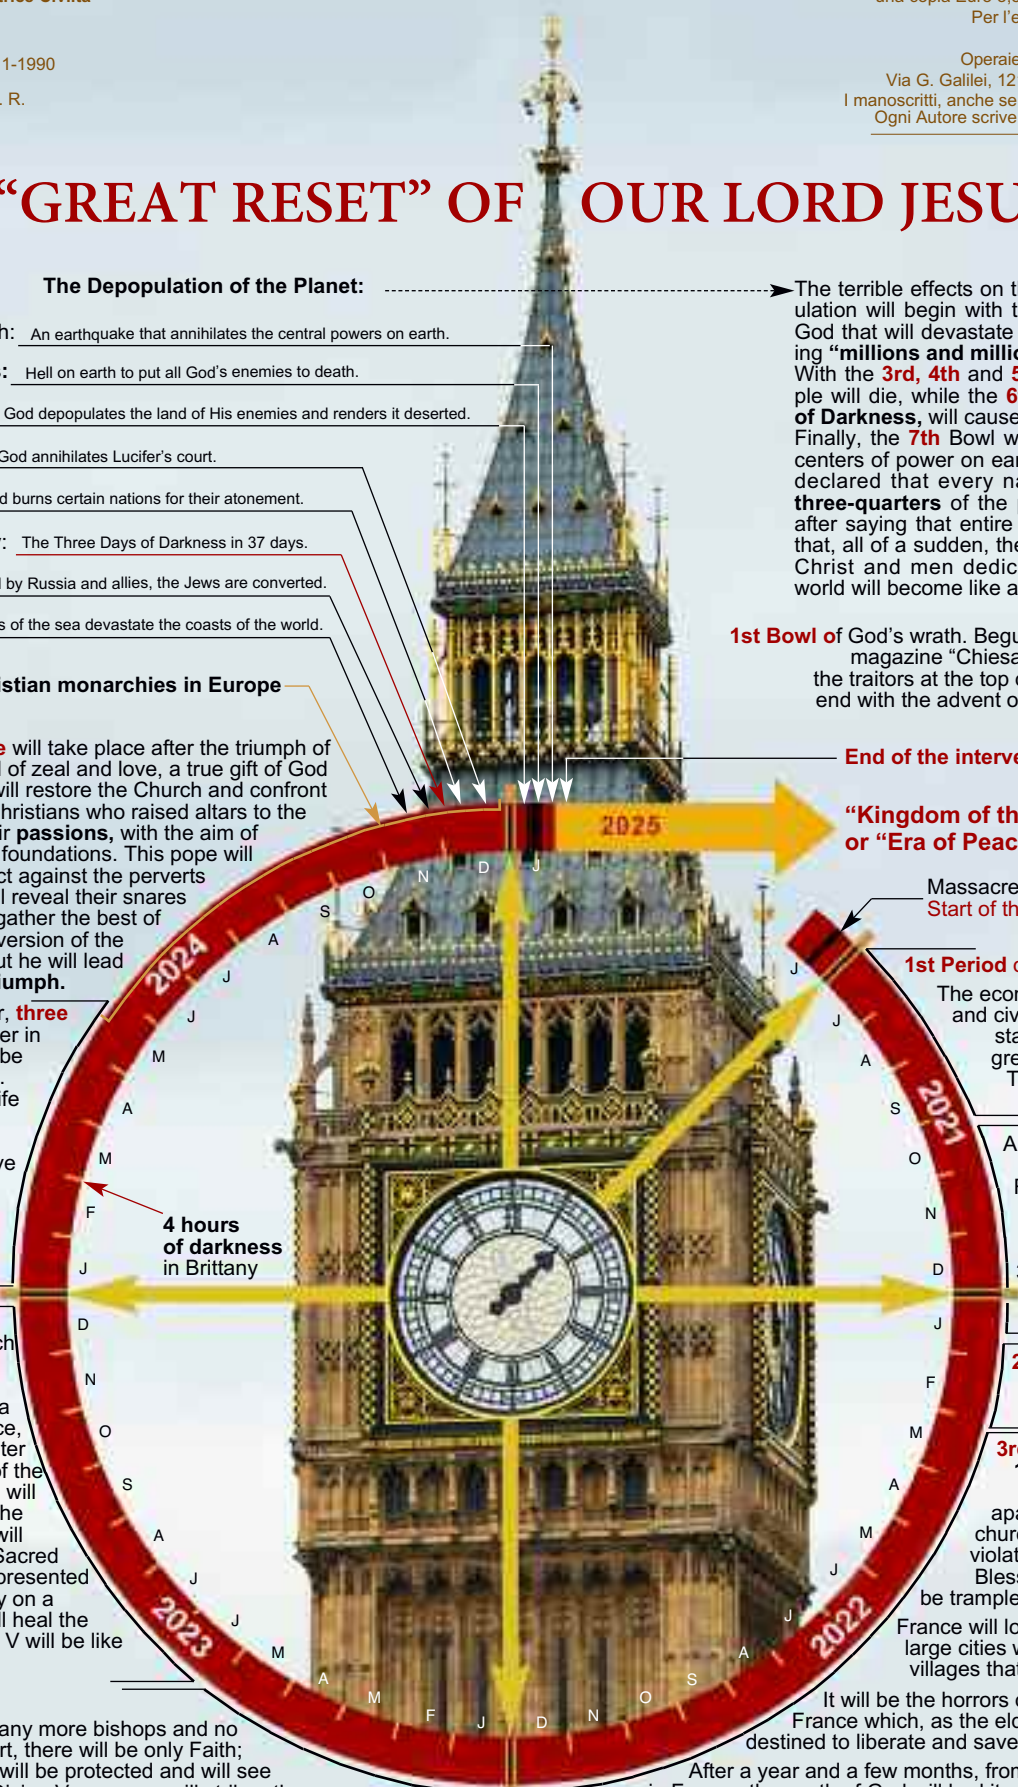 1-1990
. R.
una copia Euro
Per l'e
Operaie
Via G. Galilei, 12
I manoscritti, anche se
Ogni Autore scrive
“GREAT RESET” OF OUR LORD JESU
The Depopulation of the Planet:
h: An earthquake that annihilates the central powers on earth.
: Hell on earth to put all God’s enemies to death.
God depopulates the land of His enemies and renders it deserted.
God annihilates Lucifer’s court.
d burns certain nations for their atonement.
: The Three Days of Darkness in 37 days.
d by Russia and allies, the Jews are converted.
s of the sea devastate the coasts of the world.
istian monarchies in Europe
e will take place after the triumph of
l of zeal and love, a true gift of God
will restore the Church and confront
hristians who raised altars to the
ir passions, with the aim of
foundations. This pope will
ct against the perverts
l reveal their snares
gather the best of
version of the
ut he will lead
iumph.
r, three
er in
be
.
ife
ve
4 hours
of darkness
in Brittany
ch
a
ce,
ter
of the
will
he
will
Sacred
presented
y on a
ll heal the
V will be like
any more bishops and no
rt, there will be only Faith;
will be protected and will see
The terrible effects on t
ulation will begin with t
God that will devastate
ing “millions and millio
With the 3rd, 4th and 5
ple will die, while the 6
of Darkness, will cause
Finally, the 7th Bowl w
centers of power on ear
declared that every na
three-quarters of the p
after saying that entire
that, all of a sudden, the
Christ and men dedic
world will become like a
1st Bowl of God’s wrath. Begu
magazine “Chiesa
the traitors at the top o
end with the advent o
End of the interve
“Kingdom of th
or “Era of Peac
Massacre
Start of th
1st Period o
The econ
and civ
sta
gre
T
A
2
3r
apa
chur
violat
Bless
be trample
France will lo
large cities w
villages that
It will be the horrors o
France which, as the eld
destined to liberate and save
After a year and a few months, fron
2025
D
J
N
O
S
A
J
J
M
A
M
F
J
2024
D
N
O
S
A
J
J
M
A
M
F
J
2023
D
N
O
S
A
J
J
M
A
M
F
J
2022
D
N
O
S
A
J
J
2021